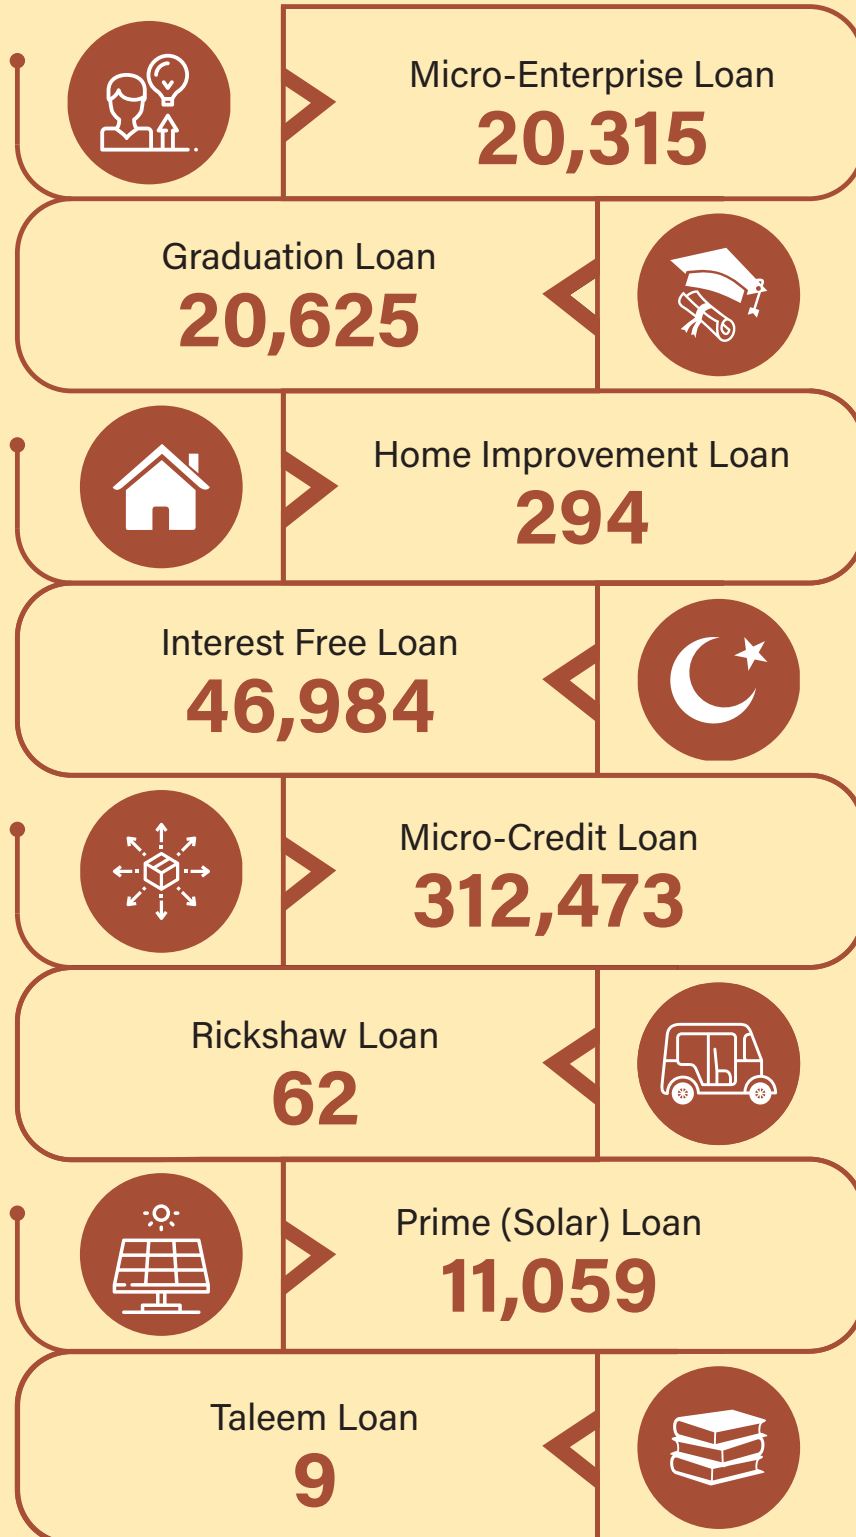 Micro-Enterprise Loan
20,315
Graduation Loan
20,625
Home Improvement Loan
294
Interest Free Loan
46,984
Micro-Credit Loan
312,473
Rickshaw Loan
62
Prime (Solar) Loan
11,059
Taleem Loan
9